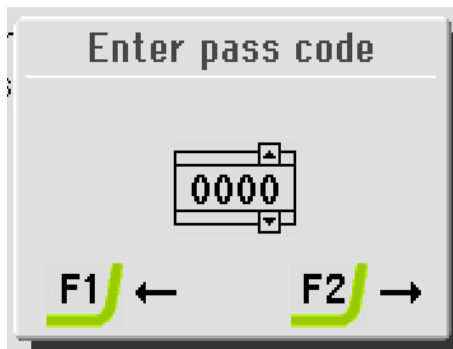 Enter pass code
0000
F1 ← F2 →